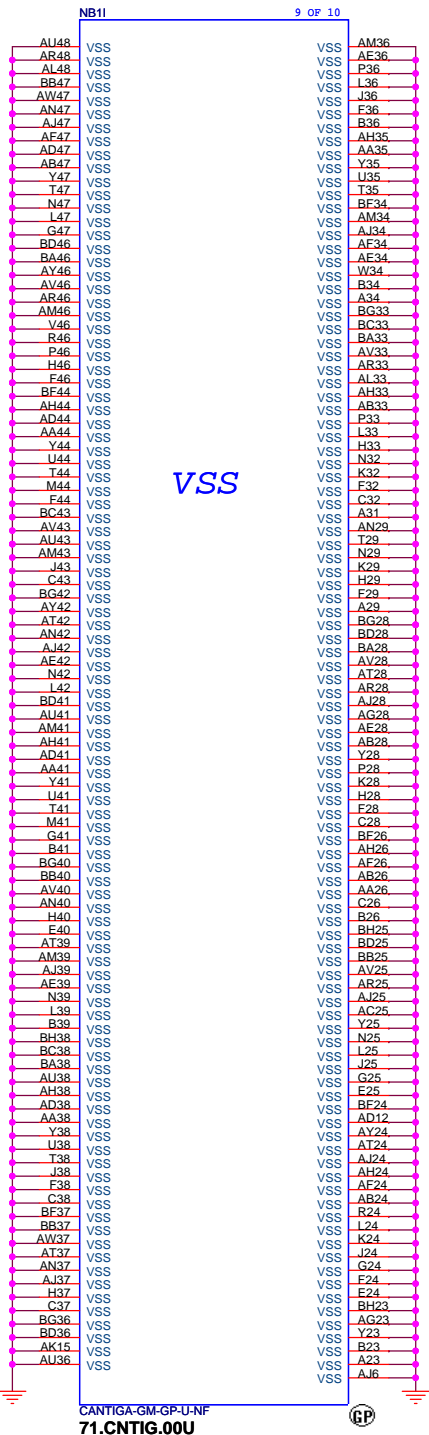 NB1I 9 OF 10
AU48 VSS VSS AM36
AR48 VSS VSS AE36
AL48 VSS VSS P36
BB47 VSS VSS L36
AW47 VSS VSS J36
AN47 VSS VSS F36
AJ47 VSS VSS B36
AF47 VSS VSS AH35
AD47 VSS VSS AA35
AB47 VSS VSS Y35
Y47 VSS VSS U35
T47 VSS VSS T35
N47 VSS VSS BF34
L47 VSS VSS AM34
G47 VSS VSS AJ34
BD46 VSS VSS AF34
BA46 VSS VSS AE34
AY46 VSS VSS W34
AV46 VSS VSS B34
AR46 VSS VSS A34
AM46 VSS VSS BG33
V46 VSS VSS BC33
R46 VSS VSS BA33
P46 VSS VSS AV33
H46 VSS VSS AR33
F46 VSS VSS AL33
BF44 VSS VSS AH33
AH44 VSS VSS AB33
AD44 VSS VSS P33
AA44 VSS VSS L33
Y44 VSS VSS H33
U44 VSS VSS N32
T44 VSS VSS K32
M44 VSS VSS F32
F44 VSS VSS C32
BC43 VSS VSS A31
AV43 VSS VSS AN29
AU43 VSS VSS T29
AM43 VSS VSS N29
J43 VSS VSS K29
C43 VSS VSS H29
BG42 VSS VSS F29
AY42 VSS VSS A29
AT42 VSS VSS BG28
AN42 VSS VSS BD28
AJ42 VSS VSS BA28
AE42 VSS VSS AV28
N42 VSS VSS AT28
L42 VSS VSS AR28
BD41 VSS VSS AJ28
AU41 VSS VSS AG28
AM41 VSS VSS AE28
AH41 VSS VSS AB28
AD41 VSS VSS Y28
AA41 VSS VSS P28
Y41 VSS VSS K28
U41 VSS VSS H28
T41 VSS VSS F28
M41 VSS VSS C28
G41 VSS VSS BF26
B41 VSS VSS AH26
BG40 VSS VSS AF26
BB40 VSS VSS AB26
AV40 VSS VSS AA26
AN40 VSS VSS C26
H40 VSS VSS B26
E40 VSS VSS BH25
AT39 VSS VSS BD25
AM39 VSS VSS BB25
AJ39 VSS VSS AV25
AE39 VSS VSS AR25
N39 VSS VSS AJ25
L39 VSS VSS AC25
B39 VSS VSS Y25
BH38 VSS VSS N25
BC38 VSS VSS L25
BA38 VSS VSS J25
AU38 VSS VSS G25
AH38 VSS VSS E25
AD38 VSS VSS BF24
AA38 VSS VSS AD12
Y38 VSS VSS AY24
U38 VSS VSS AT24
T38 VSS VSS AJ24
J38 VSS VSS AH24
F38 VSS VSS AF24
C38 VSS VSS AB24
BF37 VSS VSS R24
BB37 VSS VSS L24
AW37 VSS VSS K24
AT37 VSS VSS J24
AN37 VSS VSS G24
AJ37 VSS VSS F24
H37 VSS VSS E24
C37 VSS VSS BH23
BG36 VSS VSS AG23
BD36 VSS VSS Y23
AK15 VSS VSS B23
AU36 VSS VSS A23
VSS AJ6
VSS
CANTIGA-GM-GP-U-NF GP
71.CNTIG.00U